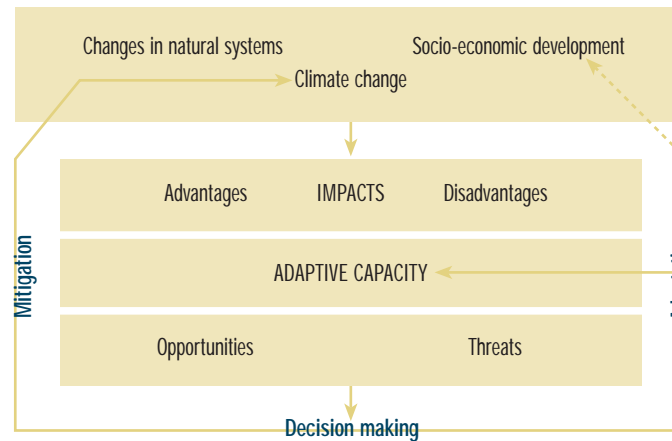 Changes in natural systems
Socio-economic development
Climate change
Advantages IMPACTS Disadvantages
Mitigation
ADAPTIVE CAPACITY
Opportunities Threats
Decision making